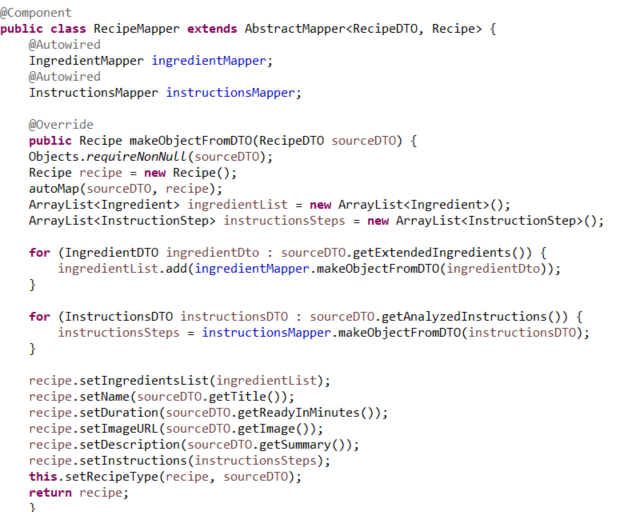 @Component
public class RecipeMapper extends AbstractMapper<RecipeDTO, Recipe> {
    @Autowired
    IngredientMapper ingredientMapper;
    @Autowired
    InstructionsMapper instructionsMapper;

    @Override
    public Recipe makeObjectFromDTO(RecipeDTO sourceDTO) {
    Objects.requireNonNull(sourceDTO);
    Recipe recipe = new Recipe();
    autoMap(sourceDTO, recipe);
    ArrayList<Ingredient> ingredientList = new ArrayList<Ingredient>();
    ArrayList<InstructionStep> instructionsSteps = new ArrayList<InstructionStep>();

    for (IngredientDTO ingredientDto : sourceDTO.getExtendedIngredients()) {
        ingredientList.add(ingredientMapper.makeObjectFromDTO(ingredientDto));
    }

    for (InstructionsDTO instructionsDTO : sourceDTO.getAnalyzedInstructions()) {
        instructionsSteps = instructionsMapper.makeObjectFromDTO(instructionsDTO);
    }

    recipe.setIngredientsList(ingredientList);
    recipe.setName(sourceDTO.getTitle());
    recipe.setDuration(sourceDTO.getReadyInMinutes());
    recipe.setImageURL(sourceDTO.getImage());
    recipe.setDescription(sourceDTO.getSummary());
    recipe.setInstructions(instructionsSteps);
    this.setRecipeType(recipe, sourceDTO);
    return recipe;
    }